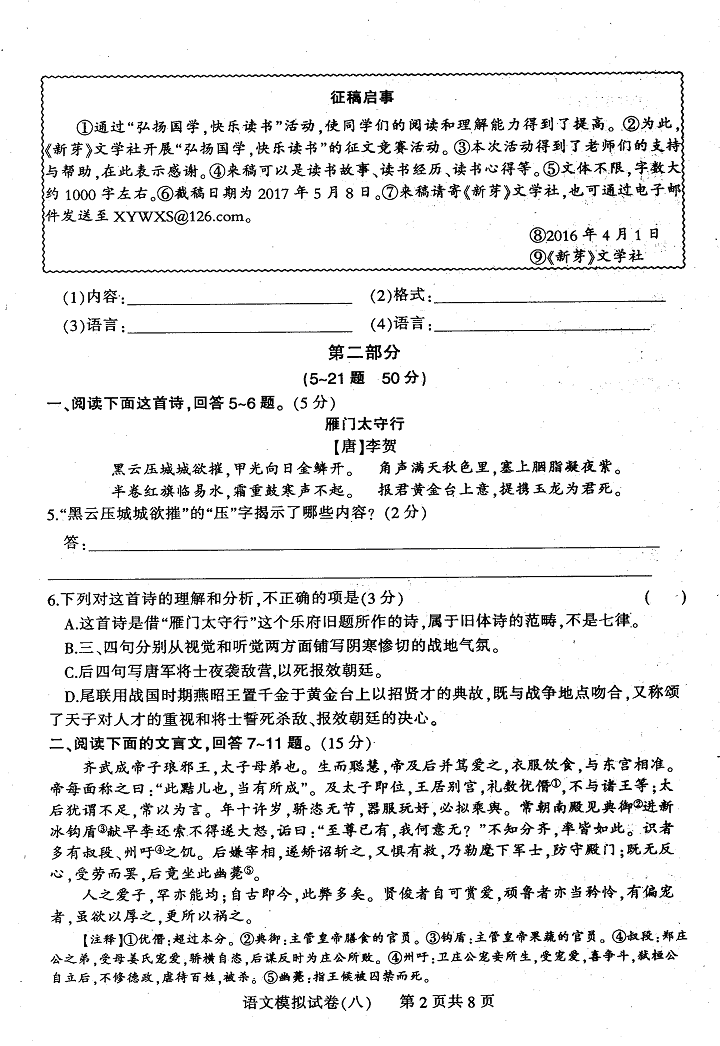 征稿启事
①通过“弘扬国学,快乐读书”活动,使同学们的阅读和理解能力得到了提高。②为此,
《新芽》文学社开展“弘扬国学,快乐读书”的征文竞赛活动。③本次活动得到了老师们的支持
与帮助,在此表示感谢。④来稿可以是读书故事、读书经历、读书心得等。⑤文体不限,字数大
约 1000 字左右。⑥截稿日期为 2017 年 5 月 8 日。⑦来稿请寄《新芽》文学社,也可通过电子邮
件发送至 XYWXS@126.com。
⑧2016 年 4 月 1 日
⑨《新芽》文学社
(1)内容:
(2)格式:
(3)语言:
(4)语言:
第二部分
(5~21 题 50 分)
一、阅读下面这首诗,回答 5~6 题。(5 分)
雁门太守行
【唐】李贺
黑云压城城欲摧,甲光向日金鳞开。 角声满天秋色里,塞上胭脂凝夜紫。
半卷红旗临易水,霜重鼓寒声不起。 报君黄金台上意,提携玉龙为君死。
5.“黑云压城城欲摧”的“压”字揭示了哪些内容? (2 分)
答:
6.下列对这首诗的理解和分析,不正确的项是(3 分) ( )
A.这首诗是借“雁门太守行”这个乐府旧题所作的诗,属于旧体诗的范畴,不是七律。
B.三、四句分别从视觉和听觉两方面铺写阴寒惨切的战地气氛。
C.后四句写唐军将士夜袭敌营,以死报效朝廷。
D.尾联用战国时期燕昭王置千金于黄金台上以招贤才的典故,既与战争地点吻合,又称颂
了天子对人才的重视和将士誓死杀敌、报效朝廷的决心。
二、阅读下面的文言文,回答 7~11 题。(15 分)
齐武成帝子琅邪王,太子母弟也。生而聪慧,帝及后并笃爱之,衣服饮食,与东宫相准。
帝每面称之曰:“此黠儿也,当有所成”。及太子即位,王居别宫,礼数优僭①,不与诸王等;太
后犹谓不足,常以为言。年十许岁,骄恣无节,器服玩好,必拟乘舆。常朝南殿见典御②进新
冰钩盾③献早李还索不得遂大怒,诟曰:“至尊已有,我何意无? ”不知分齐,率皆如此。识者
多有叔段、州吁④之讥。后嫌宰相,遂矫诏斩之,又惧有救,乃勒麾下军士,防守殿门;既无反
心,受劳而罢,后竟坐此幽薨⑤。
人之爱子,罕亦能均;自古即今,此弊多矣。贤俊者自可赏爱,顽鲁者亦当矜怜,有偏宠
者,虽欲以厚之,更所以祸之。
【注释】①优僭:超过本分。②典御:主管皇帝膳食的官员。③钩盾:主管皇帝果蔬的官员。④叔段:郑庄
公之弟,受母姜氏宠爱,骄横自恣,后谋反时为庄公所败。④州吁:卫庄公宠妾所生,受宠爱,喜争斗,弑桓公
自立后,不修德政,虐待百姓,被杀。⑤幽薨:指王侯被囚禁而死。
语文模拟试卷(八) 第 2 页共 8 页